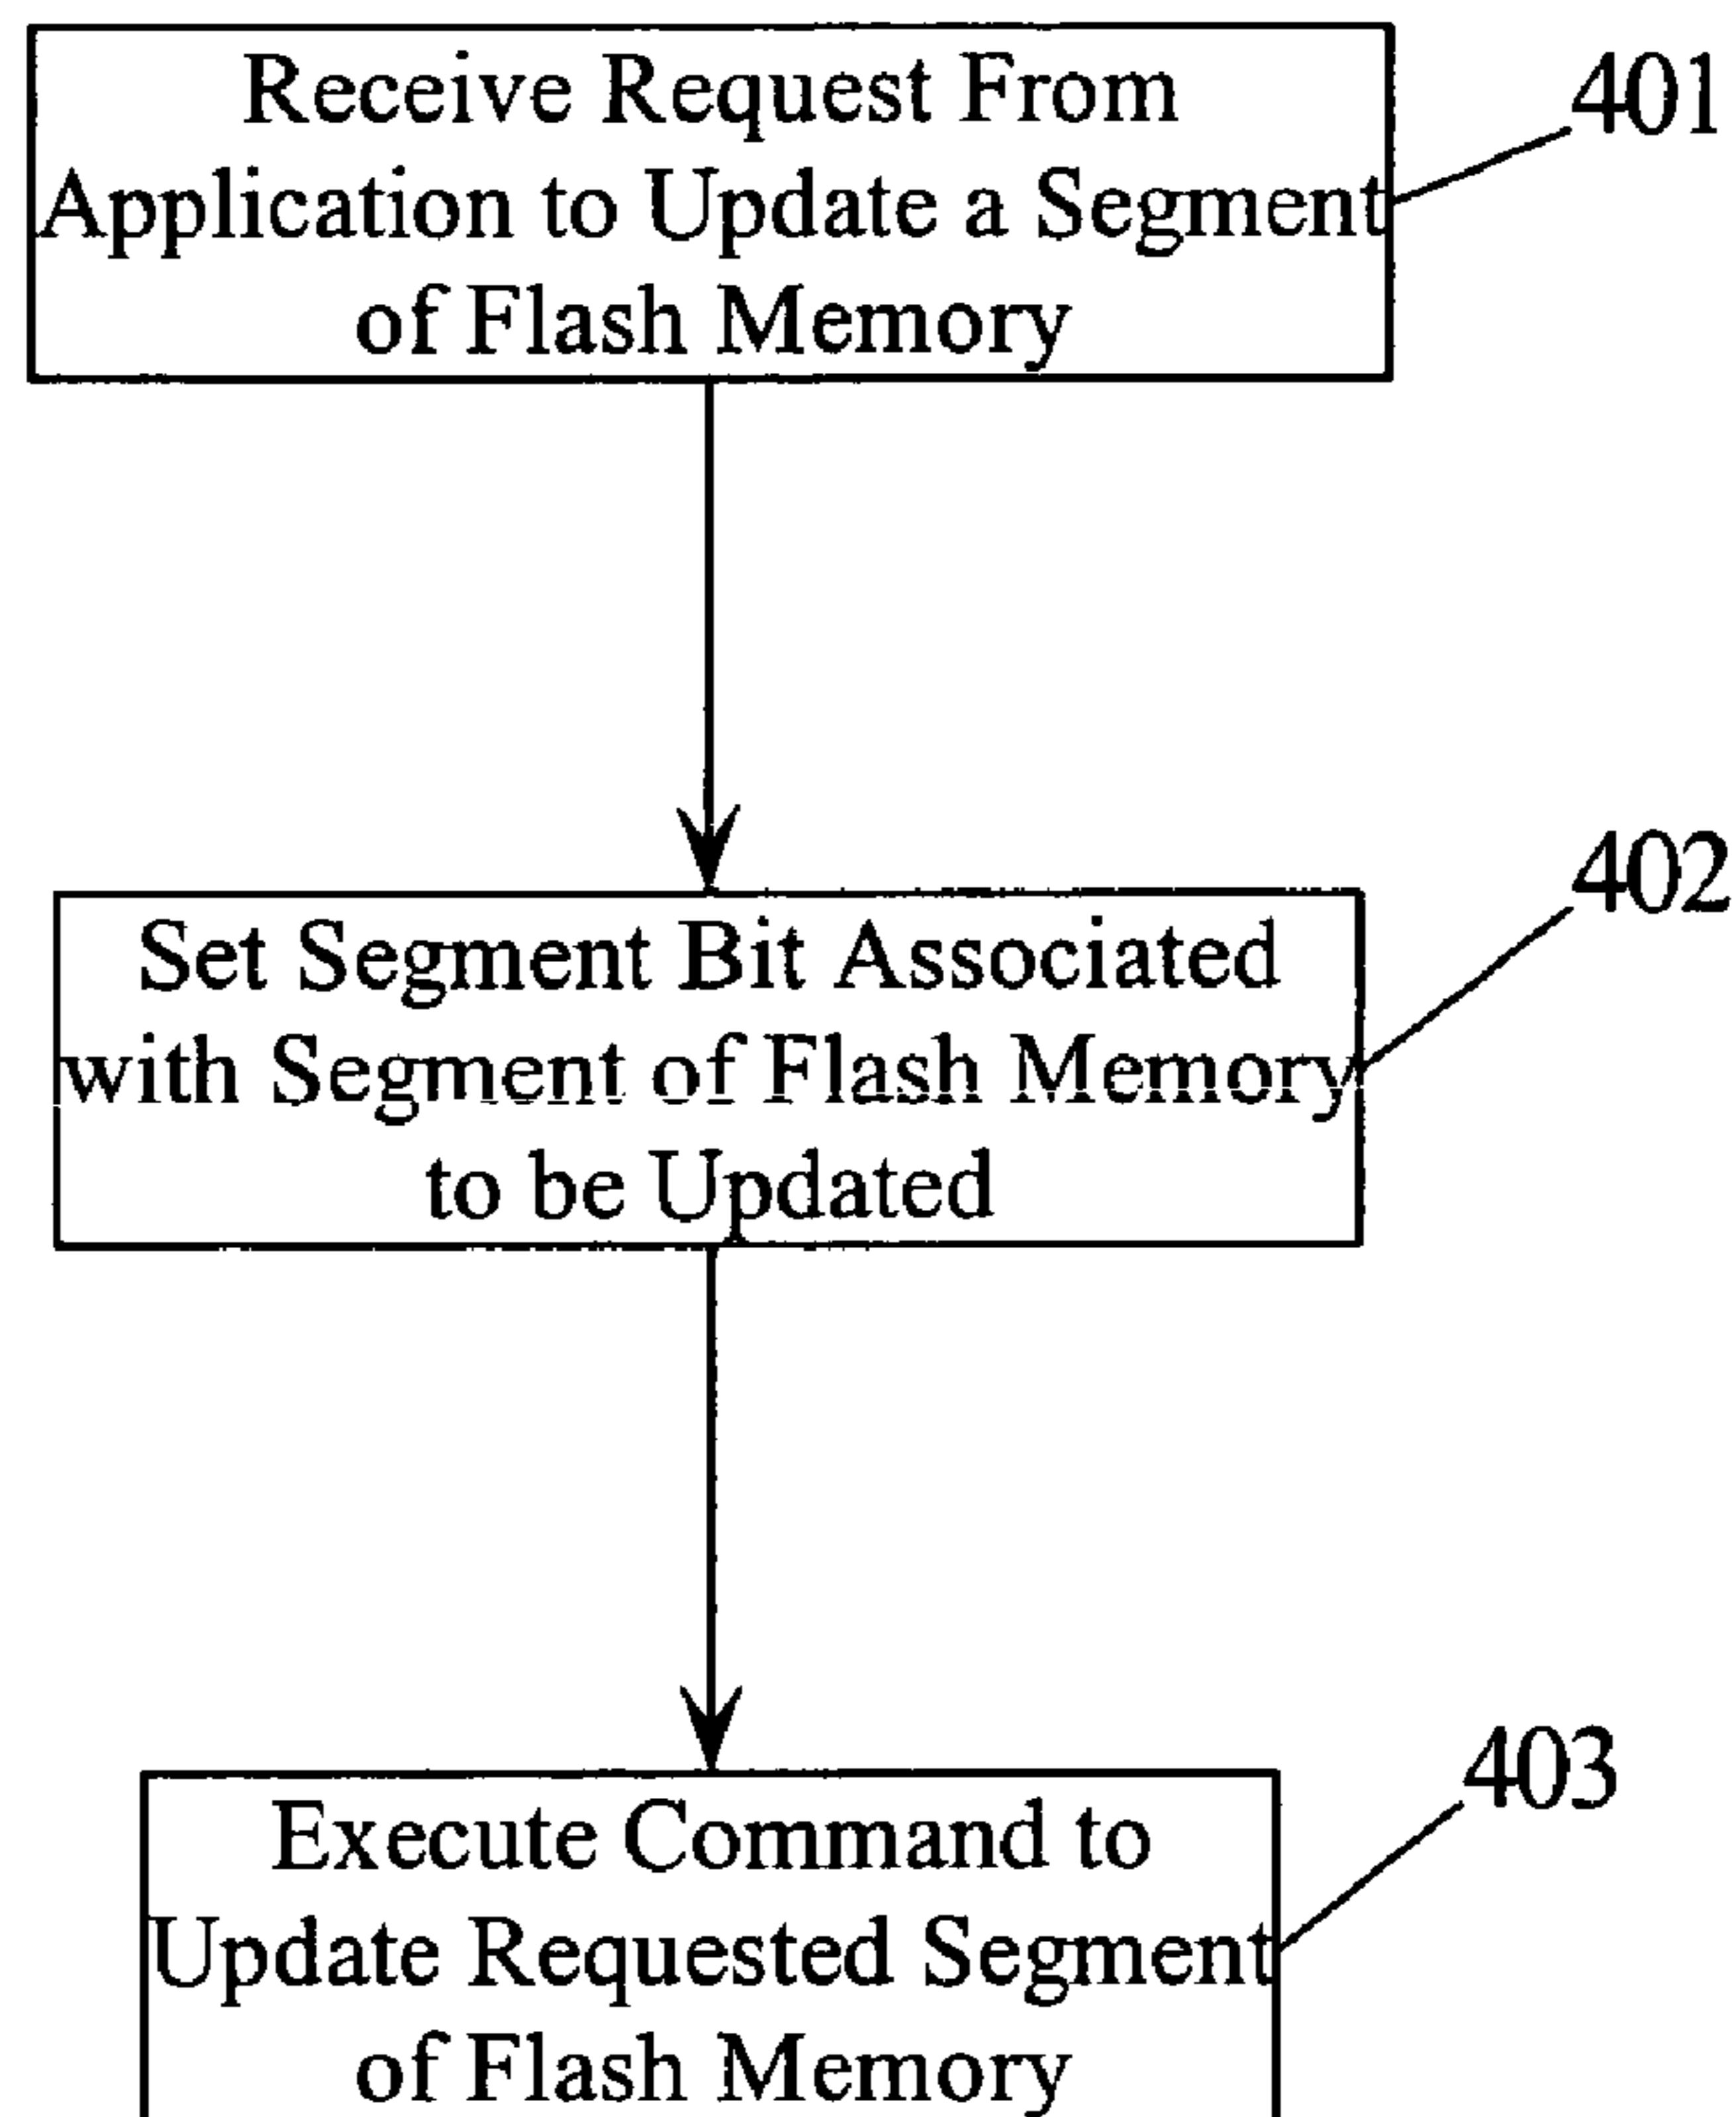 Receive Request From
401
Application to Update a Segment
of Flash Memory
402
Set Segment Bit Associated
with Segment of Flash Memory
to be Updated
403
Execute Command to
Update Requested Segment
of Flash Memory